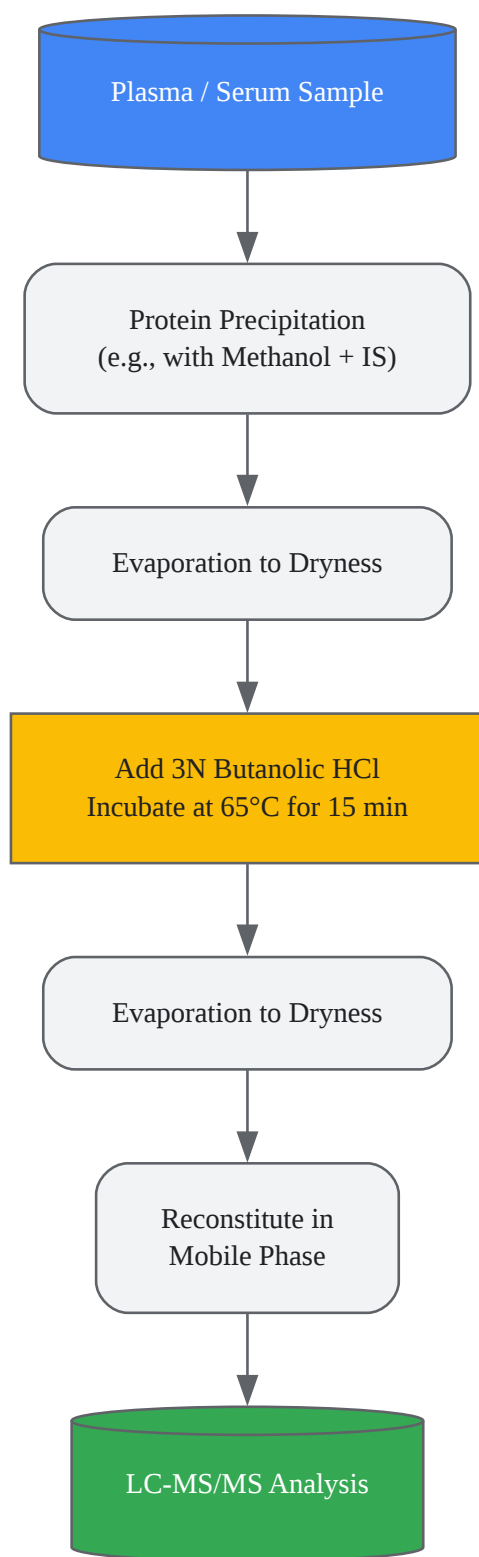 Plasma / Serum Sample
Protein Precipitation
(e.g., with Methanol + IS)
Evaporation to Dryness
Add 3N Butanolic HCl
Incubate at 65°C for 15 min
Evaporation to Dryness
Reconstitute in
Mobile Phase
LC-MS/MS Analysis